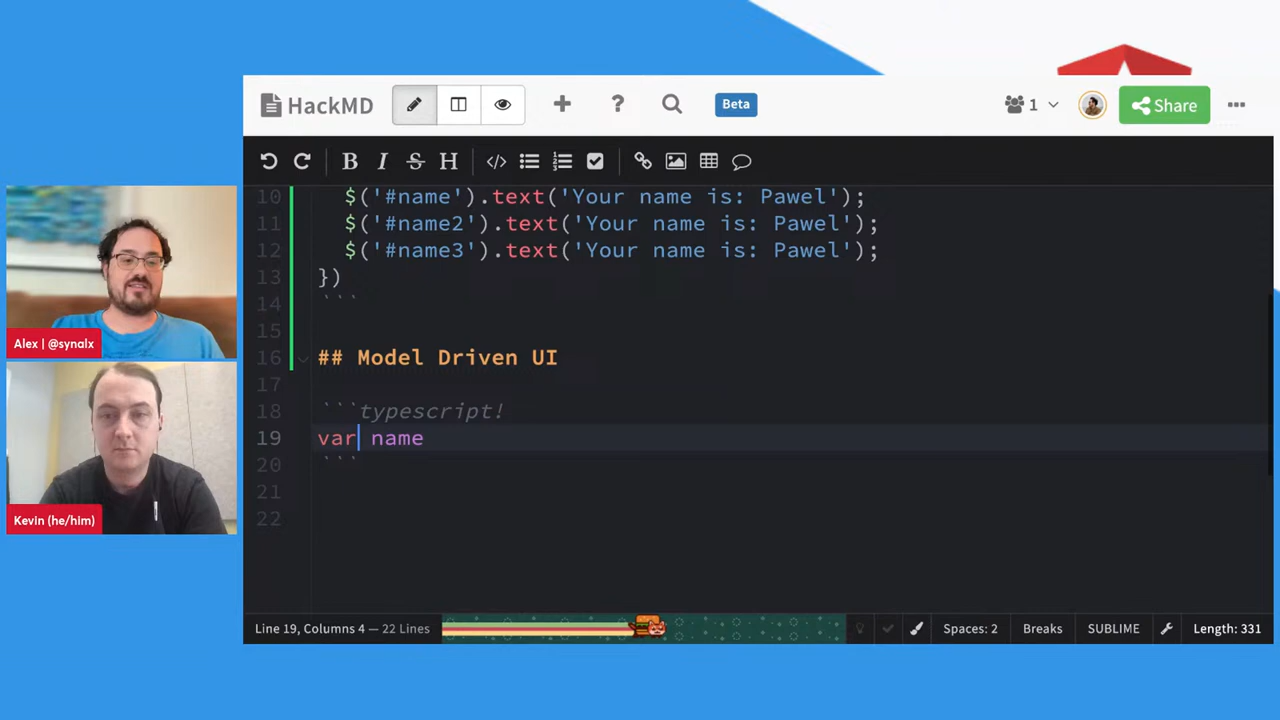 HackMD
Beta
1
Share
10 $('#name').text('Your name is: Pawel');
11 $('#name2').text('Your name is: Pawel');
12 $('#name3').text('Your name is: Pawel');
13 })
14 ```
15
16 ## Model Driven UI
17
18 ```typescript!
19 var name
20 ```
21
22
Alex | @synalx
Kevin (he/him)
Line 19, Columns 4 — 22 Lines
Spaces: 2
Breaks
SUBLIME
Length: 331